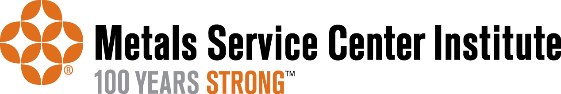 Metals Service Center Institute
® 100 YEARS STRONG™